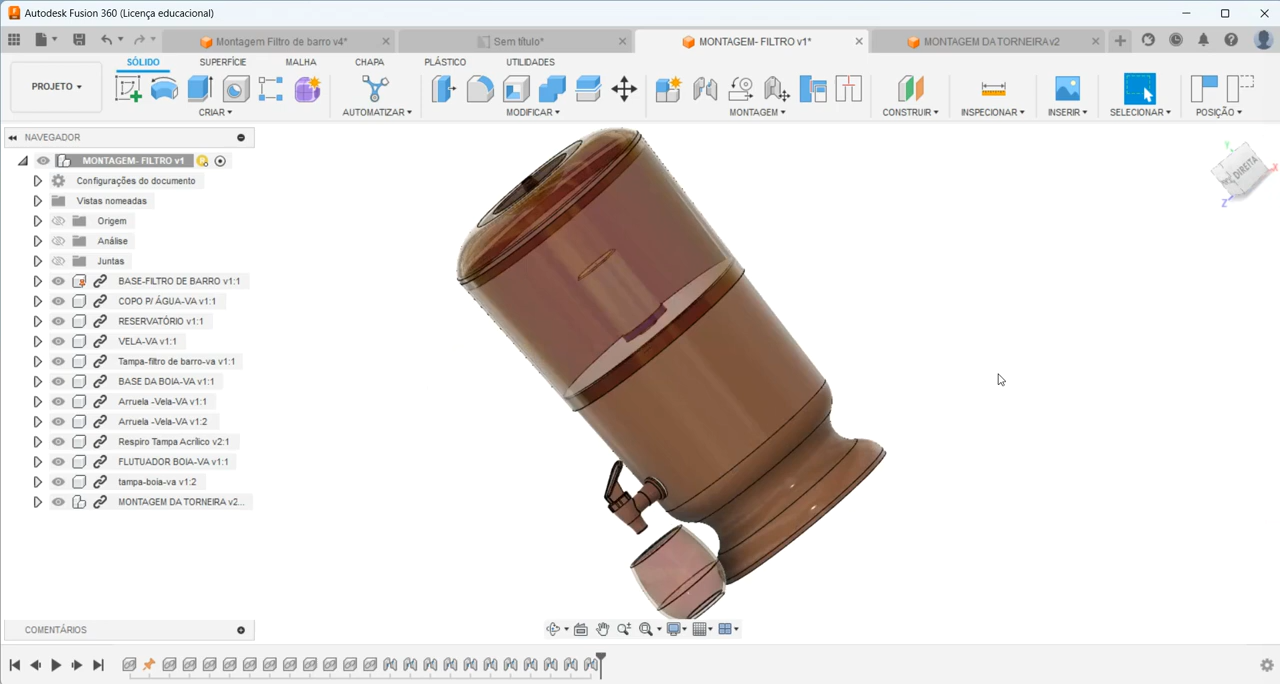 Autodesk Fusion 360 (Licença educacional)
Montagem Filtro de barro v4*
Sem título*
MONTAGEM- FILTRO v1*
MONTAGEM DA TORNEIRA v2
SÓLIDO SUPERFÍCIE MALHA CHAPA PLÁSTICO UTILIDADES
PROJETO
CRIAR AUTOMATIZAR MODIFICAR MONTAGEM CONSTRUIR INSPECIONAR INSERIR SELECIONAR POSIÇÃO
NAVEGADOR
MONTAGEM- FILTRO v1
Configurações do documento
Vistas nomeadas
Origem
Análise
Juntas
BASE-FILTRO DE BARRO v1:1
COPO P/ ÁGUA-VA v1:1
RESERVATÓRIO v1:1
VELA-VA v1:1
Tampa-filtro de barro-va v1:1
BASE DA BOIA-VA v1:1
Arruela -Vela-VA v1:1
Arruela -Vela-VA v1:2
Respiro Tampa Acrílico v2:1
FLUTUADOR BOIA-VA v1:1
tampa-boia-va v1:2
MONTAGEM DA TORNEIRA v2...
Y
X
DIREITA
Z
COMENTÁRIOS